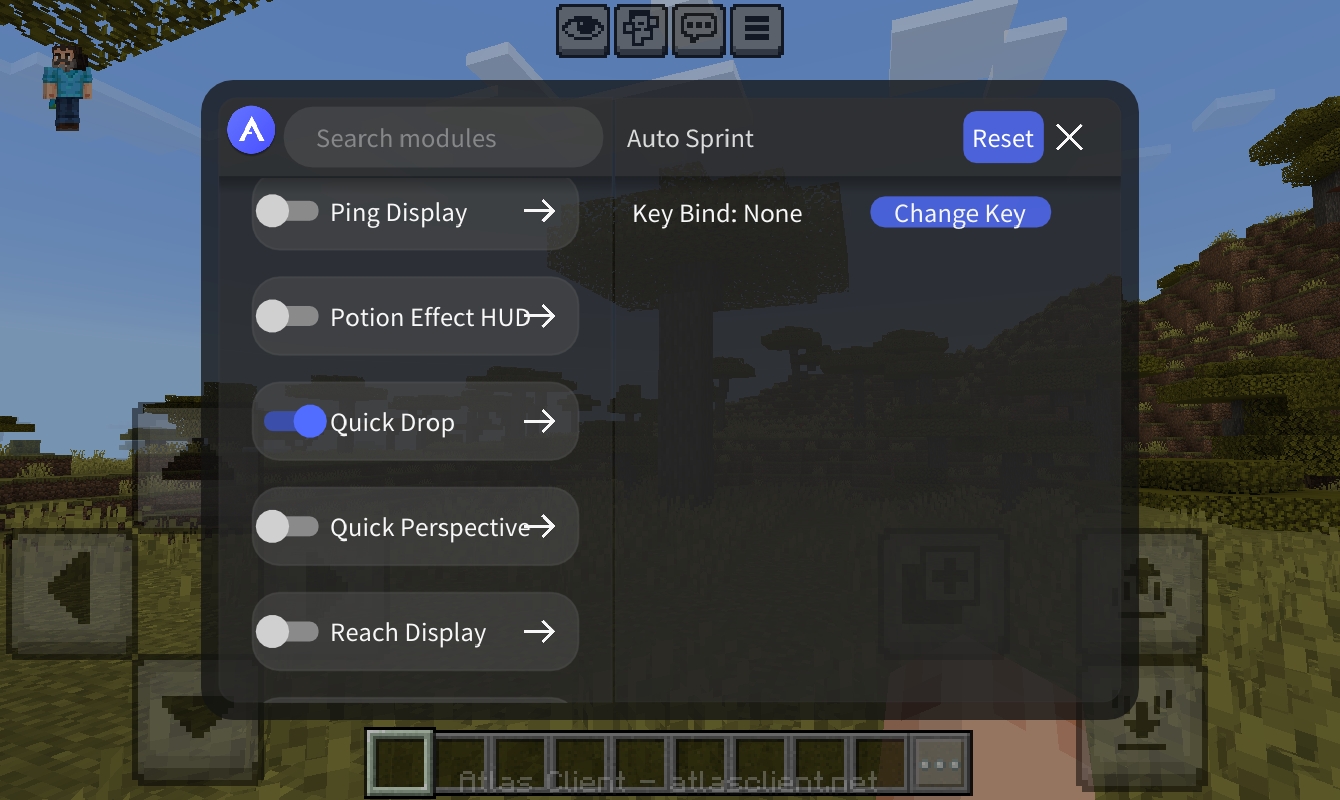 Search modules
Auto Sprint
Reset
Ping Display
Key Bind: None
Change Key
Potion Effect HUD
Quick Drop
Quick Perspective
Reach Display
Atlas Client – atlasclient.net